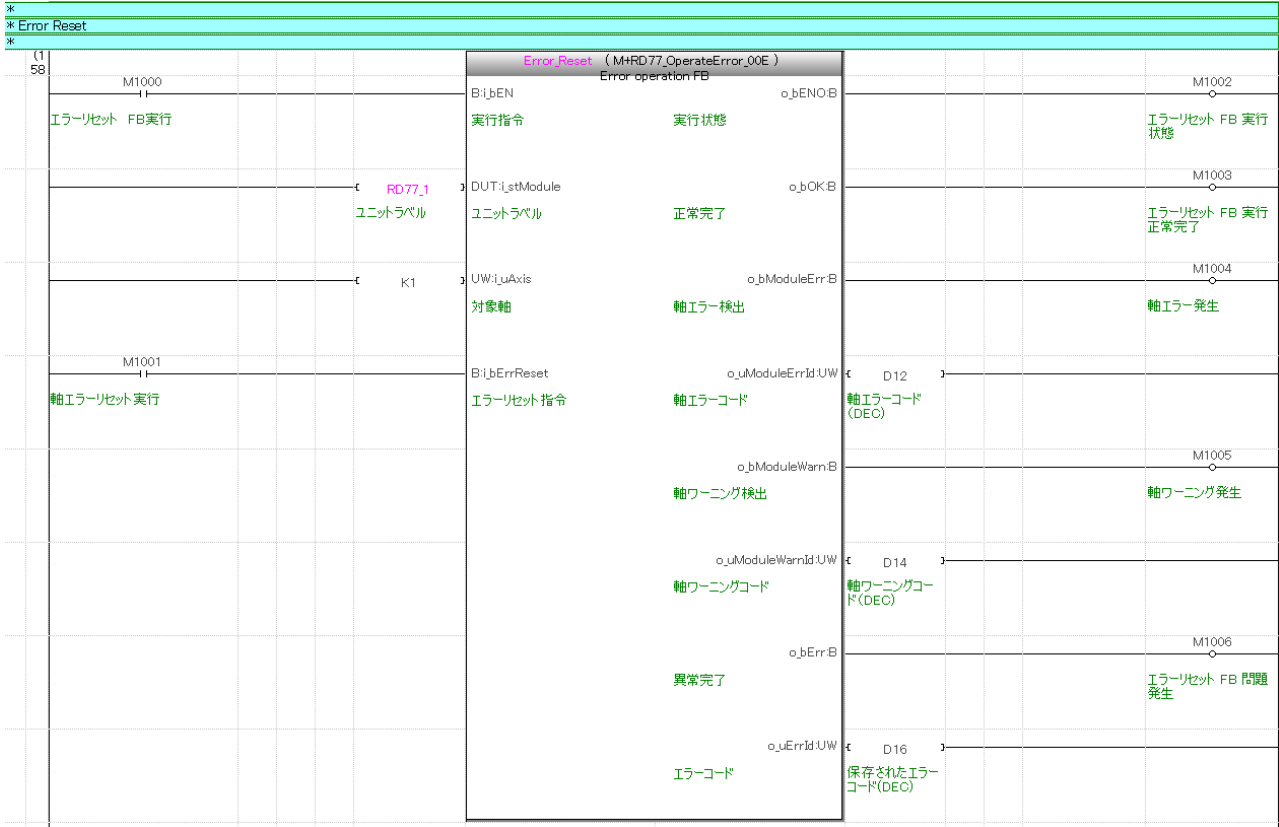 *
* Error Reset
*
(1
58)
Error_Reset (M+RD77_OperateError_00E)
Error operation FB
M1000
B:i_bEN
o_bENO:B
M1002
エラーリセット FB実行
実行指令
実行状態
エラーリセット FB 実行
状態
RD77_1
DUT:i_stModule
o_bOK:B
M1003
ユニットラベル
ユニットラベル
正常完了
エラーリセット FB 実行
正常完了
K1
UW:i_uAxis
o_bModuleErr:B
M1004
対象軸
軸エラー検出
軸エラー発生
M1001
B:i_bErrReset
o_uModuleErrId:UW
D12
軸エラーリセット実行
エラーリセット指令
軸エラーコード
軸エラーコード
(DEC)
o_bModuleWarn:B
M1005
軸ワーニング検出
軸ワーニング発生
o_uModuleWarnId:UW
D14
軸ワーニングコード
軸ワーニングコー
ド(DEC)
o_bErr:B
M1006
異常完了
エラーリセット FB 問題
発生
o_uErrId:UW
D16
エラーコード
保存されたエラー
コード(DEC)